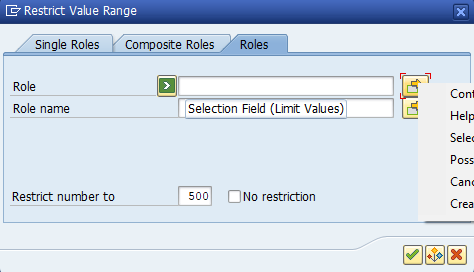 Restrict Value Range
Single Roles Composite Roles Roles
Role
Role name Selection Field (Limit Values)
Cont
Help
Selec
Poss
Canc
Crea
Restrict number to 500 No restriction